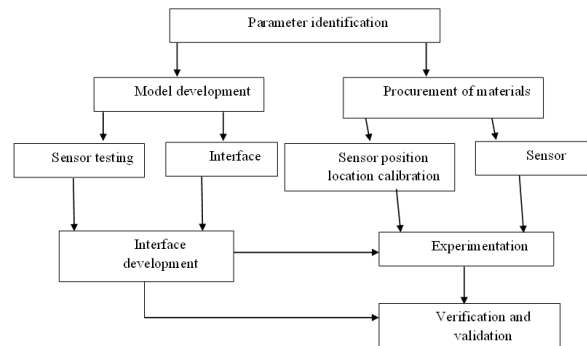 Parameter identification
Model development
Procurement of materials
Sensor testing
Interface
Sensor position
location calibration
Sensor
Interface
development
Experimentation
Verification and
validation